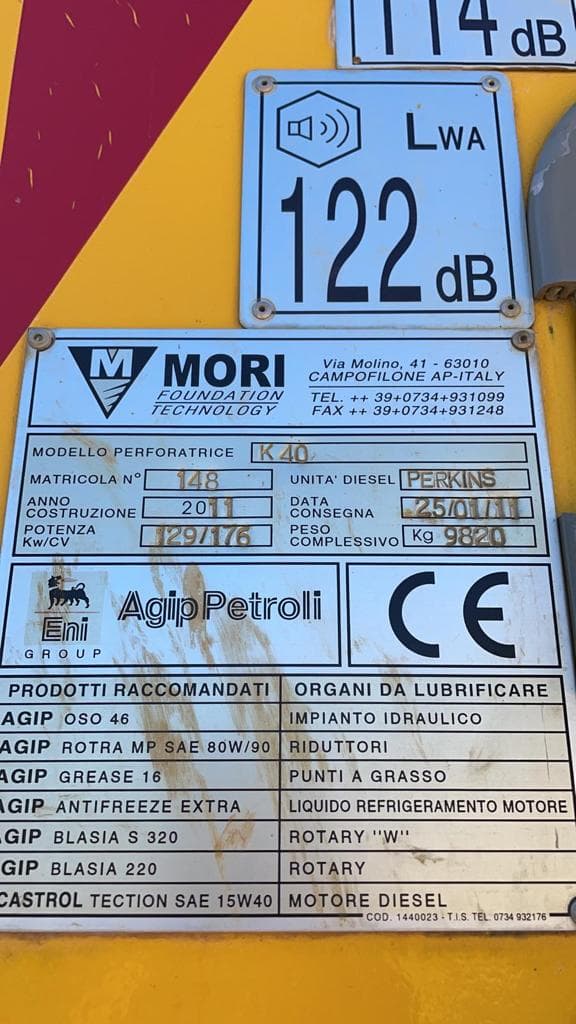 114 dB
LWA
122 dB
M MORI
FOUNDATION
TECHNOLOGY
Via Molino, 41 - 63010
CAMPOFILONE AP-ITALY
TEL. ++ 39+0734+931099
FAX ++ 39+0734+931248
MODELLO PERFORATRICE K 40
MATRICOLA N° 148 UNITA' DIESEL PERKINS
ANNO COSTRUZIONE 2011 DATA CONSEGNA 25/01/11
POTENZA Kw/CV 129/176 PESO COMPLESSIVO Kg 9820
Eni
GROUP
AgipPetroli
CE
PRODOTTI RACCOMANDATI ORGANI DA LUBRIFICARE
AGIP OSO 46 IMPIANTO IDRAULICO
AGIP ROTRA MP SAE 80W/90 RIDUTTORI
AGIP GREASE 16 PUNTI A GRASSO
AGIP ANTIFREEZE EXTRA LIQUIDO REFRIGERAMENTO MOTORE
AGIP BLASIA S 320 ROTARY "W"
AGIP BLASIA 220 ROTARY
CASTROL TECTION SAE 15W40 MOTORE DIESEL
COD. 1440023 - T.I.S. TEL. 0734 932176